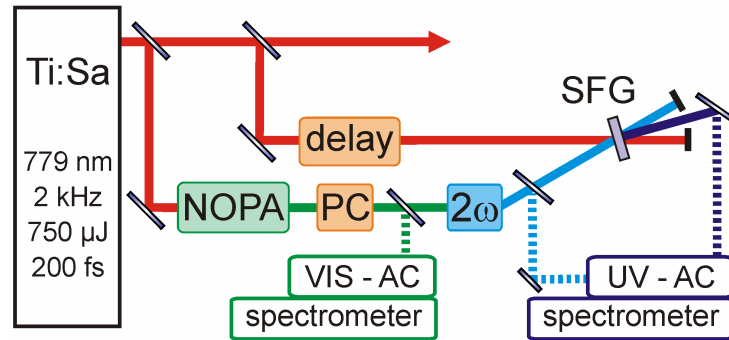 Ti:Sa
779 nm
2 kHz
750 µJ
200 fs
SFG
delay
NOPA
PC
2ω
VIS - AC
spectrometer
UV - AC
spectrometer